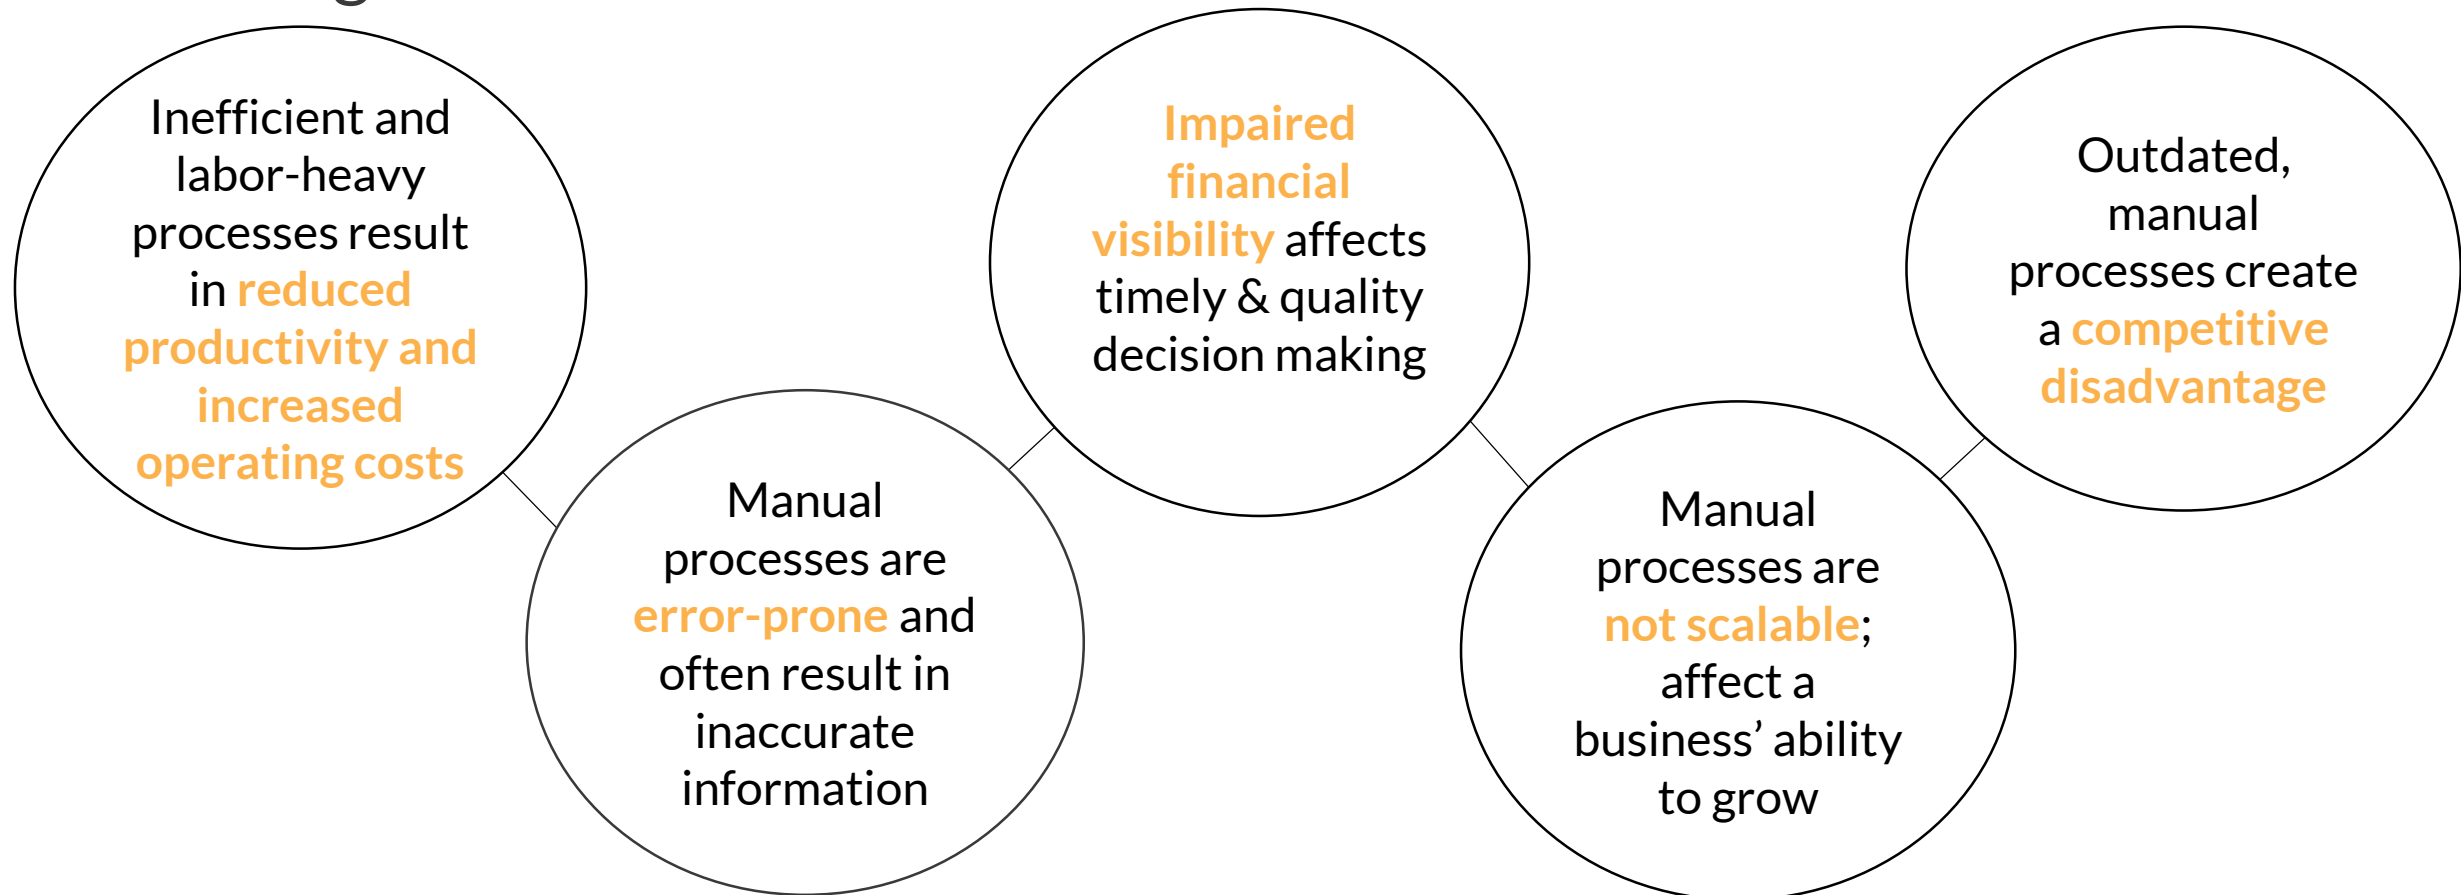 Inefficient and
labor-heavy
processes result
in reduced
productivity and
increased
operating costs
Manual
processes are
error-prone and
often result in
inaccurate
information
Impaired
financial
visibility affects
timely & quality
decision making
Manual
processes are
not scalable;
affect a
business’ ability
to grow
Outdated,
manual
processes create
a competitive
disadvantage